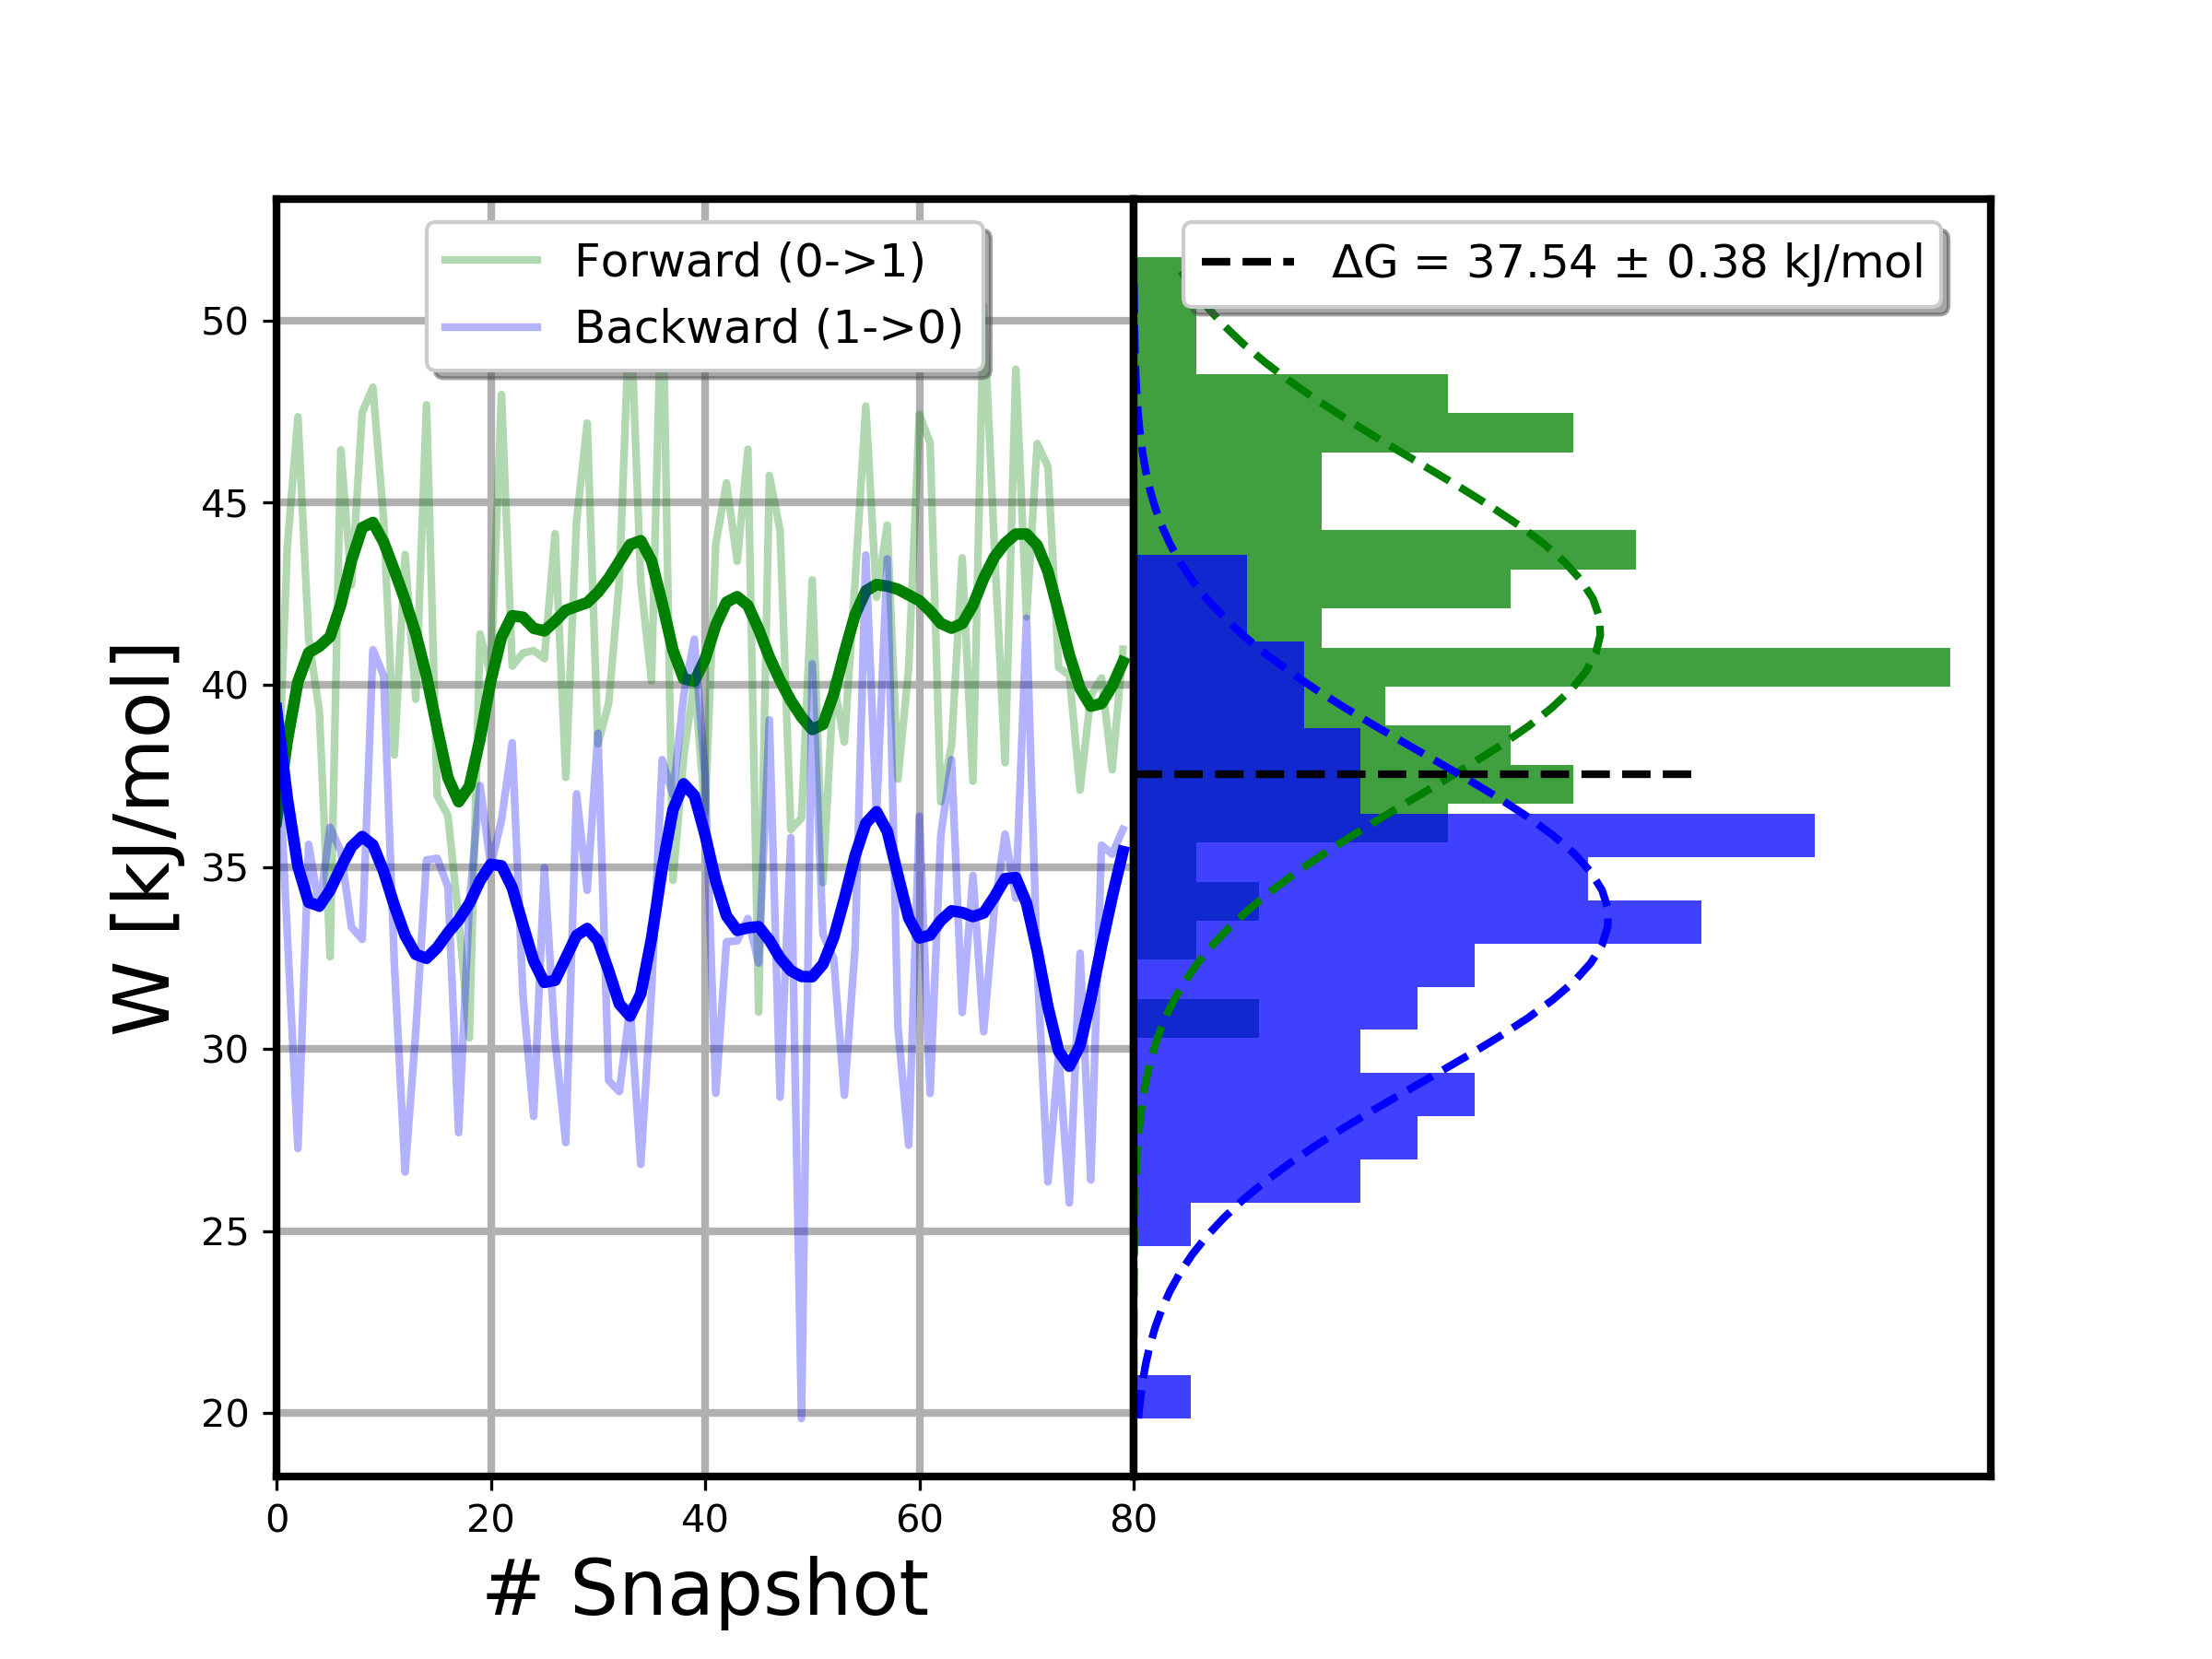 Forward (0->1)
Backward (1->0)
ΔG = 37.54 ± 0.38 kJ/mol
W [kJ/mol]
50
45
40
35
30
25
20
0 20 40 60 80
# Snapshot